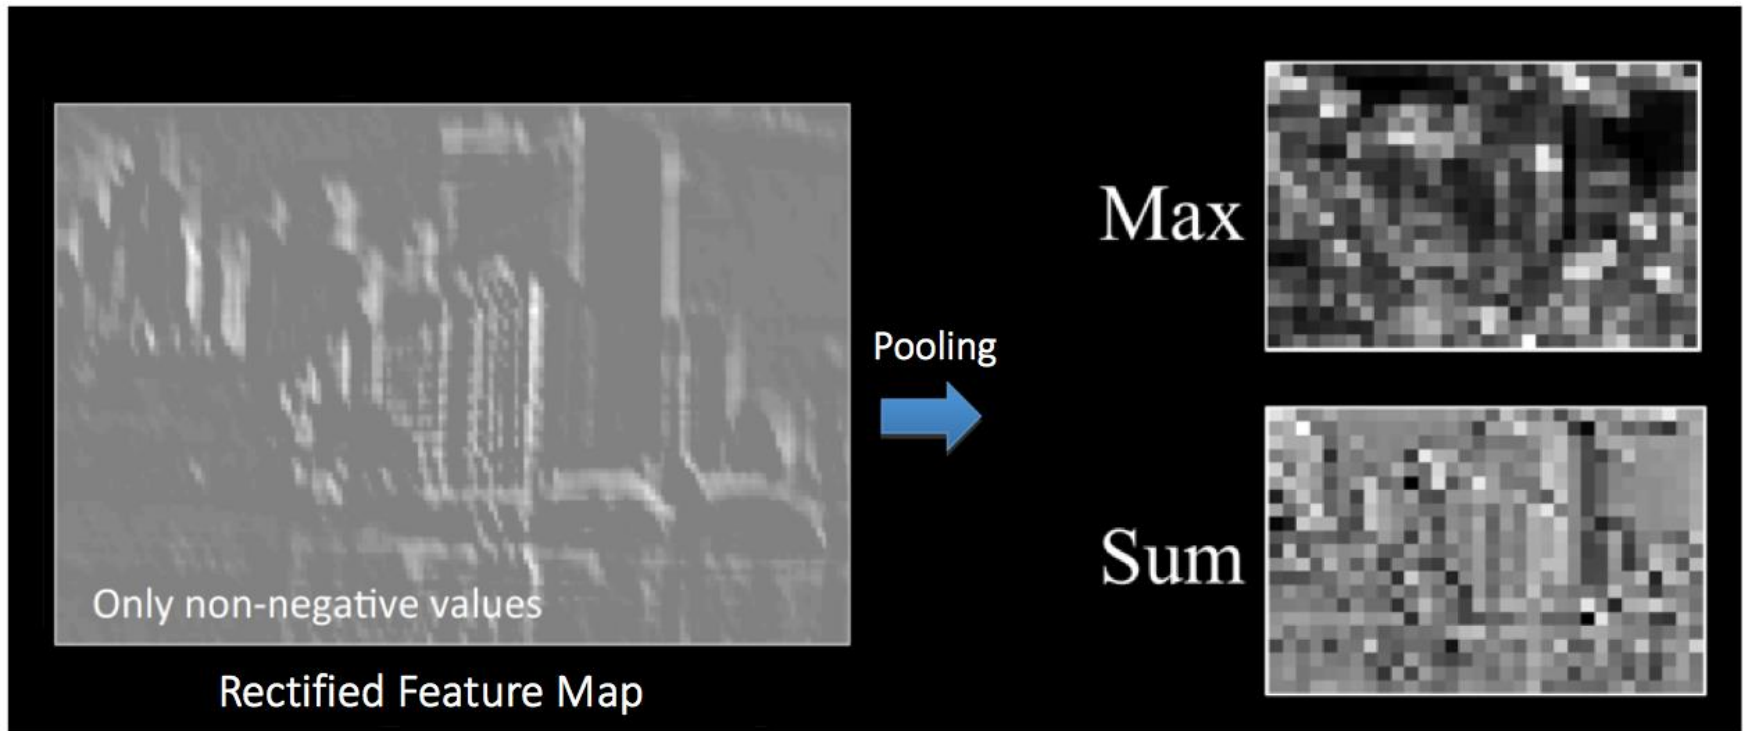 Only non-negative values
Rectified Feature Map
Pooling
Max
Sum